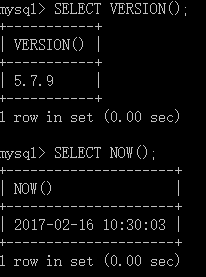 mysql> SELECT VERSION();
+-----------+
| VERSION() |
+-----------+
| 5.7.9     |
+-----------+
1 row in set (0.00 sec)
mysql> SELECT NOW();
+---------------------+
| NOW()               |
+---------------------+
| 2017-02-16 10:30:03 |
+---------------------+
1 row in set (0.00 sec)